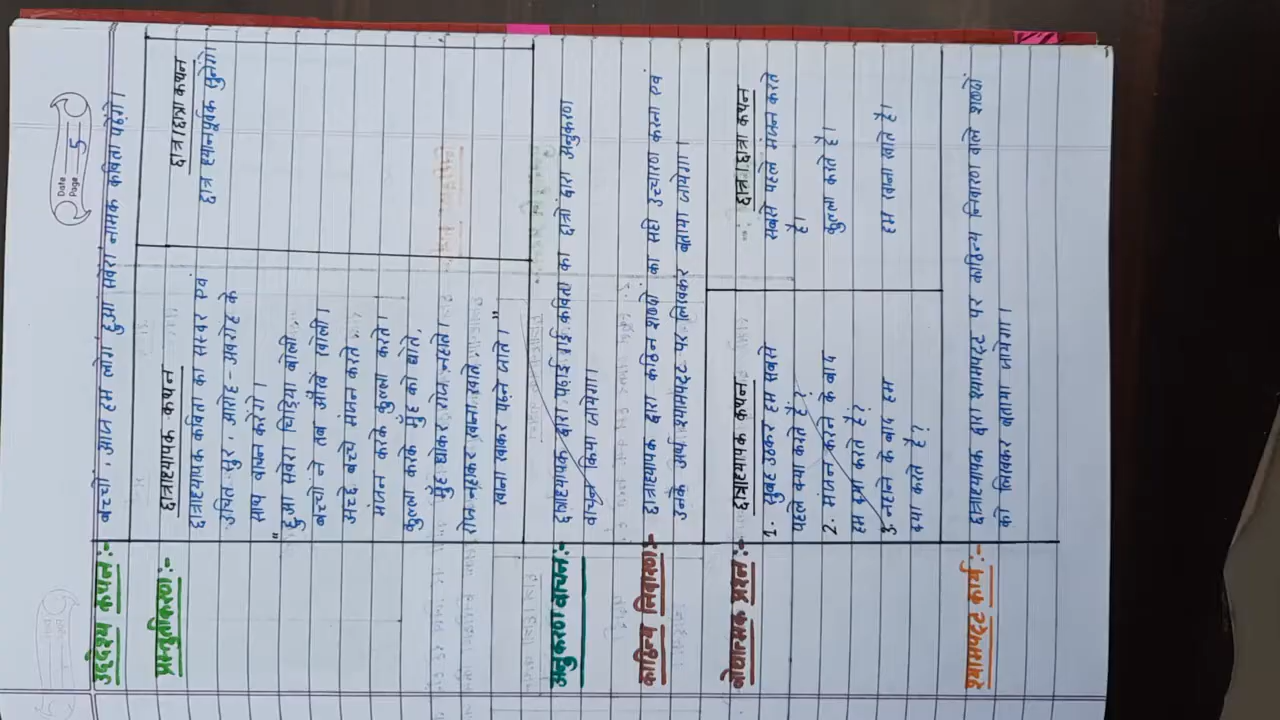 Date
Page 5
उद्देश्य कथन:- बच्चों, आज हम लोग 'हुआ सवेरा' नामक कविता पढ़ेंगे।
प्रस्तुतीकरण:-
छात्राध्यापक कथन
छात्राध्यापक कविता का सस्वर एवं
उचित सुर, आरोह - अवरोह के
साथ वाचन करेंगे।
"हुआ सवेरा चिड़िया बोली,
बच्चों ने तब आँखें खोली।
अच्छे बच्चे मंजन करते,
मंजन करके कुल्ला करते।
कुल्ला करके मुँह को धोते,
मुँह धोकर रोज नहाते।
रोज नहाकर खाना खाते,
खाना खाकर पढ़ने जाते।"
छात्र/छात्रा कथन
छात्र ध्यानपूर्वक सुनेंगे
अनुकरण वाचन:- छात्राध्यापक द्वारा पढ़ाई गई कविता का छात्रों द्वारा अनुकरण
वाचन किया जायेगा।
काठिन्य निवारण:- छात्राध्यापक द्वारा कठिन शब्दों का सही उच्चारण करना एवं
उनके अर्थ श्यामपट्ट पर लिखकर बताया जायेगा।
बोधात्मक प्रश्न:-
छात्राध्यापक कथन
1. सुबह उठकर हम सबसे
पहले क्या करते हैं?
2. मंजन करने के बाद
हम क्या करते हैं?
3. नहाने के बाद हम
क्या करते हैं?
छात्र/छात्रा कथन
सबसे पहले मंजन करते
हैं।
कुल्ला करते हैं।
हम खाना खाते हैं।
श्यामपट्ट कार्य:- छात्राध्यापक द्वारा श्यामपट्ट पर काठिन्य निवारण वाले शब्दों
को लिखकर बताया जायेगा।